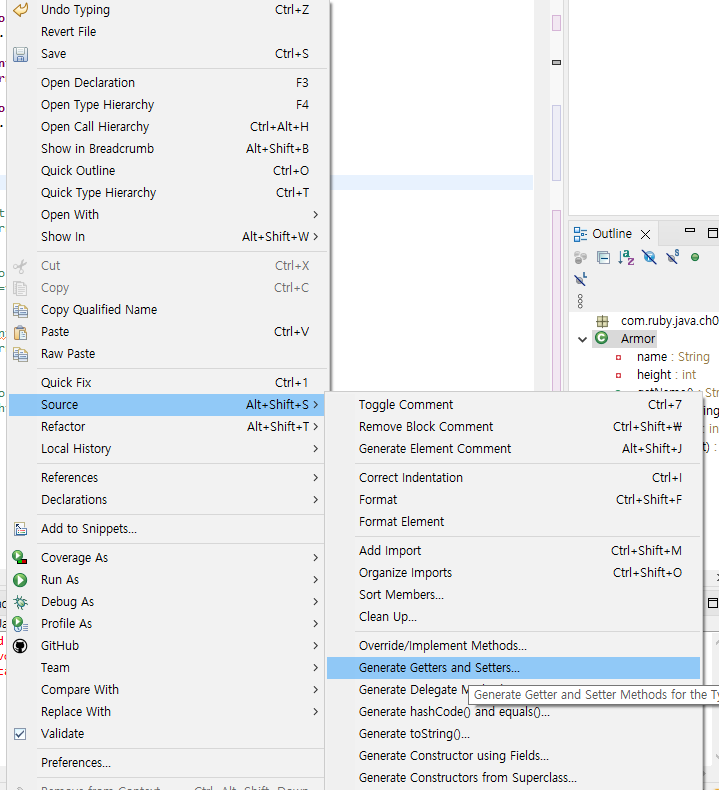 Undo Typing Ctrl+Z
Revert File
Save Ctrl+S
Open Declaration F3
Open Type Hierarchy F4
Open Call Hierarchy Ctrl+Alt+H
Show in Breadcrumb Alt+Shift+B
Quick Outline Ctrl+O
Quick Type Hierarchy Ctrl+T
Open With >
Show In Alt+Shift+W >
Cut Ctrl+X
Copy Ctrl+C
Copy Qualified Name
Paste Ctrl+V
Raw Paste
Quick Fix Ctrl+1
Source Alt+Shift+S >
Refactor Alt+Shift+T >
Local History >
References >
Declarations >
Add to Snippets...
Coverage As >
Run As >
Debug As >
Profile As >
GitHub >
Team >
Compare With >
Replace With >
Validate
Preferences...
Remove from Context Ctrl+Alt+Shift+Down
Toggle Comment Ctrl+7
Remove Block Comment Ctrl+Shift+₩
Generate Element Comment Alt+Shift+J
Correct Indentation Ctrl+I
Format Ctrl+Shift+F
Format Element
Add Import Ctrl+Shift+M
Organize Imports Ctrl+Shift+O
Sort Members...
Clean Up...
Override/Implement Methods...
Generate Getters and Setters...
Generate Delegate M
Generate Getter and Setter Methods for the Ty
Generate hashCode() and equals()...
Generate toString()...
Generate Constructor using Fields...
Generate Constructors from Superclass...
Outline
com.ruby.java.ch0
Armor
name : String
height : int